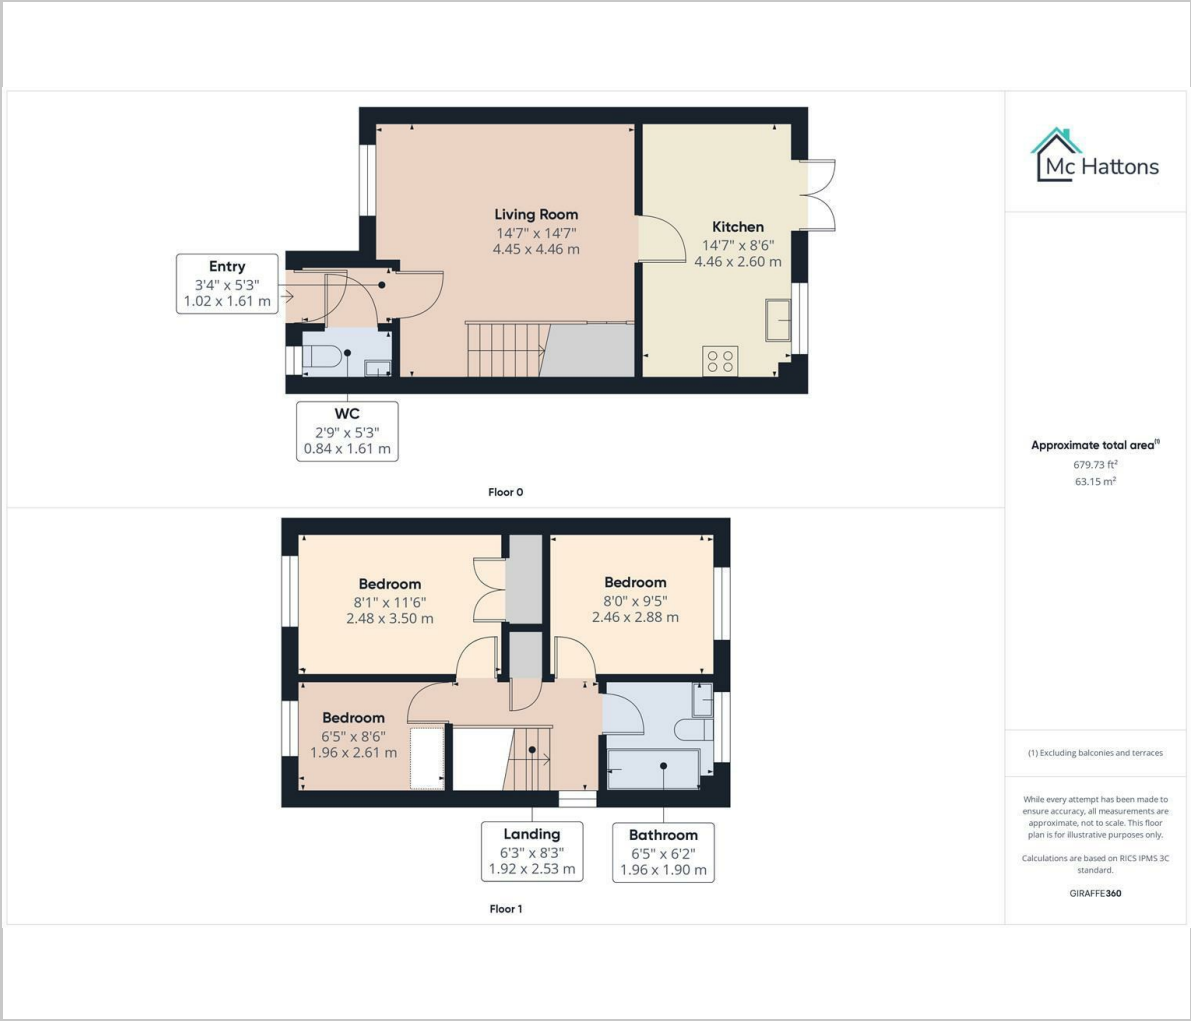 Living Room
14'7" x 14'7"
4.45 x 4.46 m
Kitchen
14'7" x 8'6"
4.46 x 2.60 m
Entry
3'4" x 5'3"
1.02 x 1.61 m
WC
2'9" x 5'3"
0.84 x 1.61 m
Floor 0
Bedroom
8'1" x 11'6"
2.48 x 3.50 m
Bedroom
8'0" x 9'5"
2.46 x 2.88 m
Bedroom
6'5" x 8'6"
1.96 x 2.61 m
Landing
6'3" x 8'3"
1.92 x 2.53 m
Bathroom
6'5" x 6'2"
1.96 x 1.90 m
Floor 1
Mc Hattons
Approximate total area⁽¹⁾
679.73 ft²
63.15 m²
(1) Excluding balconies and terraces
While every attempt has been made to
ensure accuracy, all measurements are
approximate, not to scale. This floor
plan is for illustrative purposes only.
Calculations are based on RICS IPMS 3C
standard.
GIRAFFE360